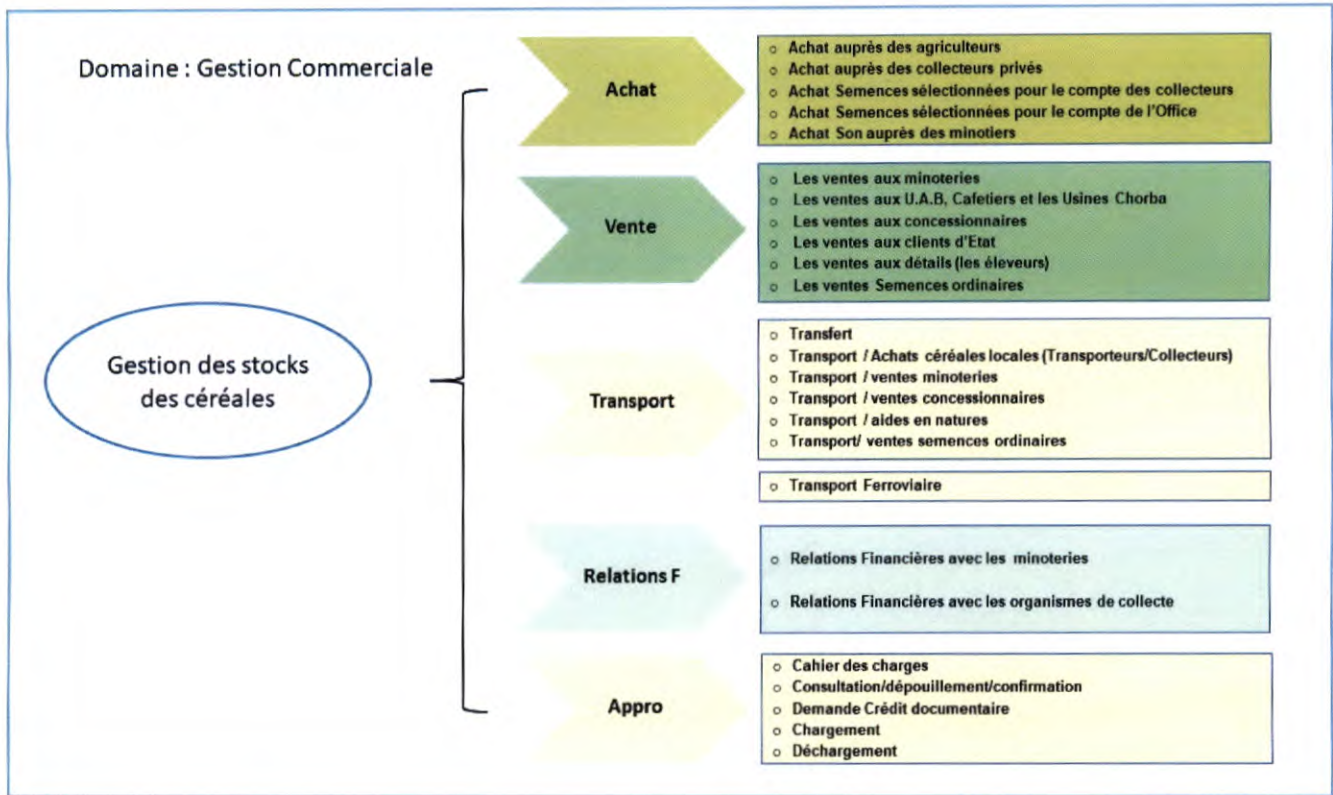 Domaine : Gestion Commerciale
Gestion des stocks
des céréales
Achat
o Achat auprès des agriculteurs
o Achat auprès des collecteurs privés
o Achat Semences sélectionnées pour le compte des collecteurs
o Achat Semences sélectionnées pour le compte de l'Office
o Achat Son auprès des minotiers
Vente
o Les ventes aux minoteries
o Les ventes aux U.A.B, Cafetiers et les Usines Chorba
o Les ventes aux concessionnaires
o Les ventes aux clients d'Etat
o Les ventes aux détails (les éleveurs)
o Les ventes Semences ordinaires
Transport
o Transfert
o Transport / Achats céréales locales (Transporteurs/Collecteurs)
o Transport / ventes minoteries
o Transport / ventes concessionnaires
o Transport / aides en natures
o Transport/ ventes semences ordinaires
o Transport Ferroviaire
Relations F
o Relations Financières avec les minoteries
o Relations Financières avec les organismes de collecte
Appro
o Cahier des charges
o Consultation/dépouillement/confirmation
o Demande Crédit documentaire
o Chargement
o Déchargement